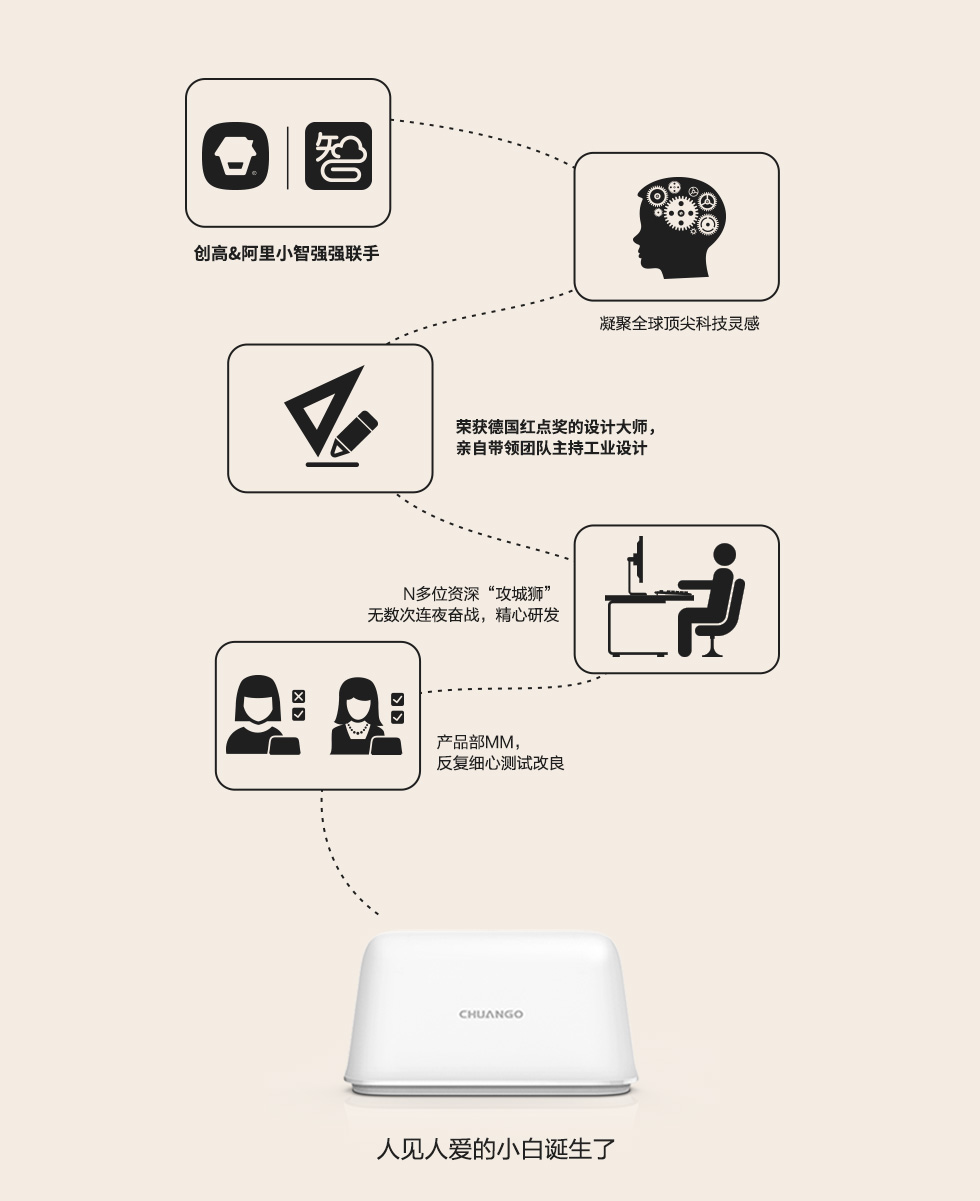 智
创高&阿里小智强强联手
凝聚全球顶尖科技灵感
荣获德国红点奖的设计大师，
亲自带领团队主持工业设计
N多位资深“攻城狮”
无数次连夜奋战，精心研发
产品部MM，
反复细心测试改良
CHUANGO
人见人爱的小白诞生了